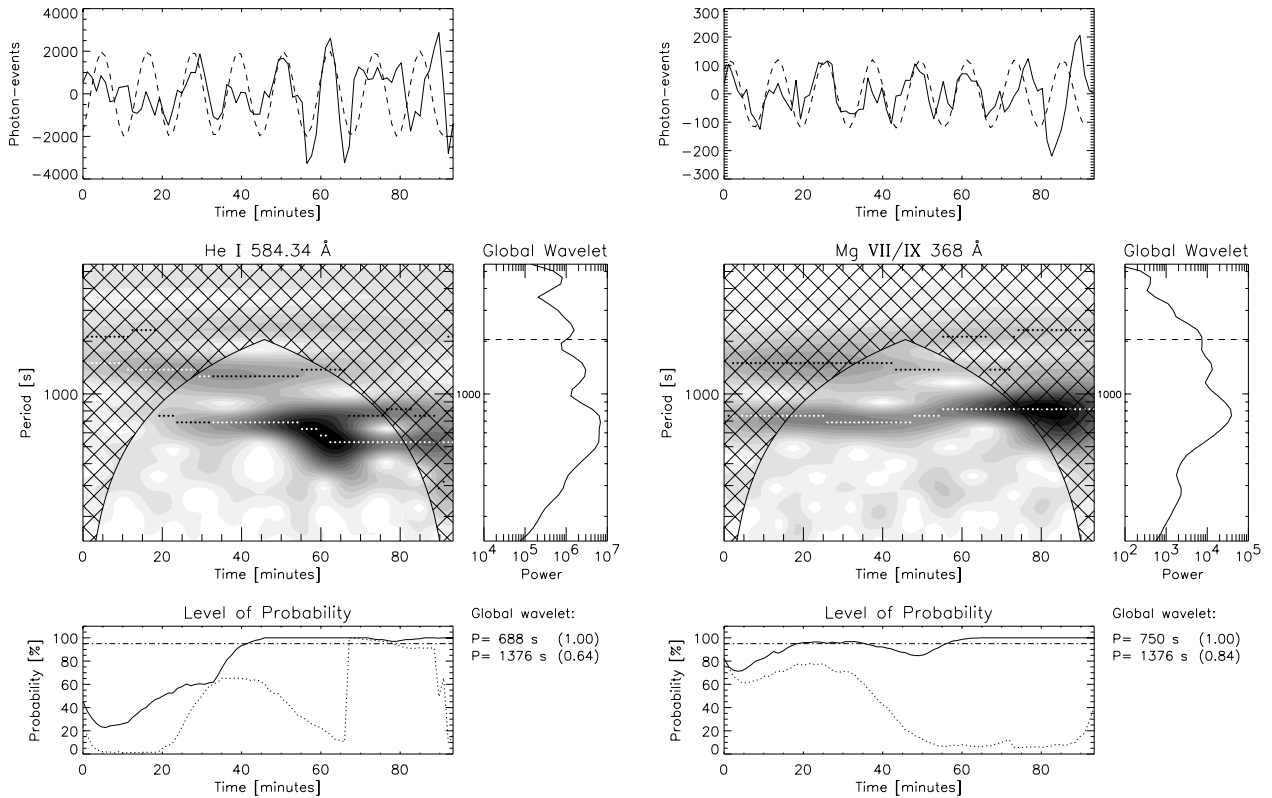 4000
2000
0
−2000
−4000
Photon−events
0 20 40 60 80
Time [minutes]
300
200
100
0
−100
−200
−300
Photon−events
0 20 40 60 80
Time [minutes]
He I 584.34 Å
Global Wavelet
Period [s]
1000
0 20 40 60 80
Time [minutes]
10^4 10^5 10^6 10^7
Power
Mg VII/IX 368 Å
Global Wavelet
Period [s]
1000
0 20 40 60 80
Time [minutes]
1000
10^2 10^3 10^4 10^5
Power
Level of Probability
Probability [%]
100
80
60
40
20
0
0 20 40 60 80
Time [minutes]
Global wavelet:
P= 688 s (1.00)
P= 1376 s (0.64)
Level of Probability
Probability [%]
100
80
60
40
20
0
0 20 40 60 80
Time [minutes]
Global wavelet:
P= 750 s (1.00)
P= 1376 s (0.84)